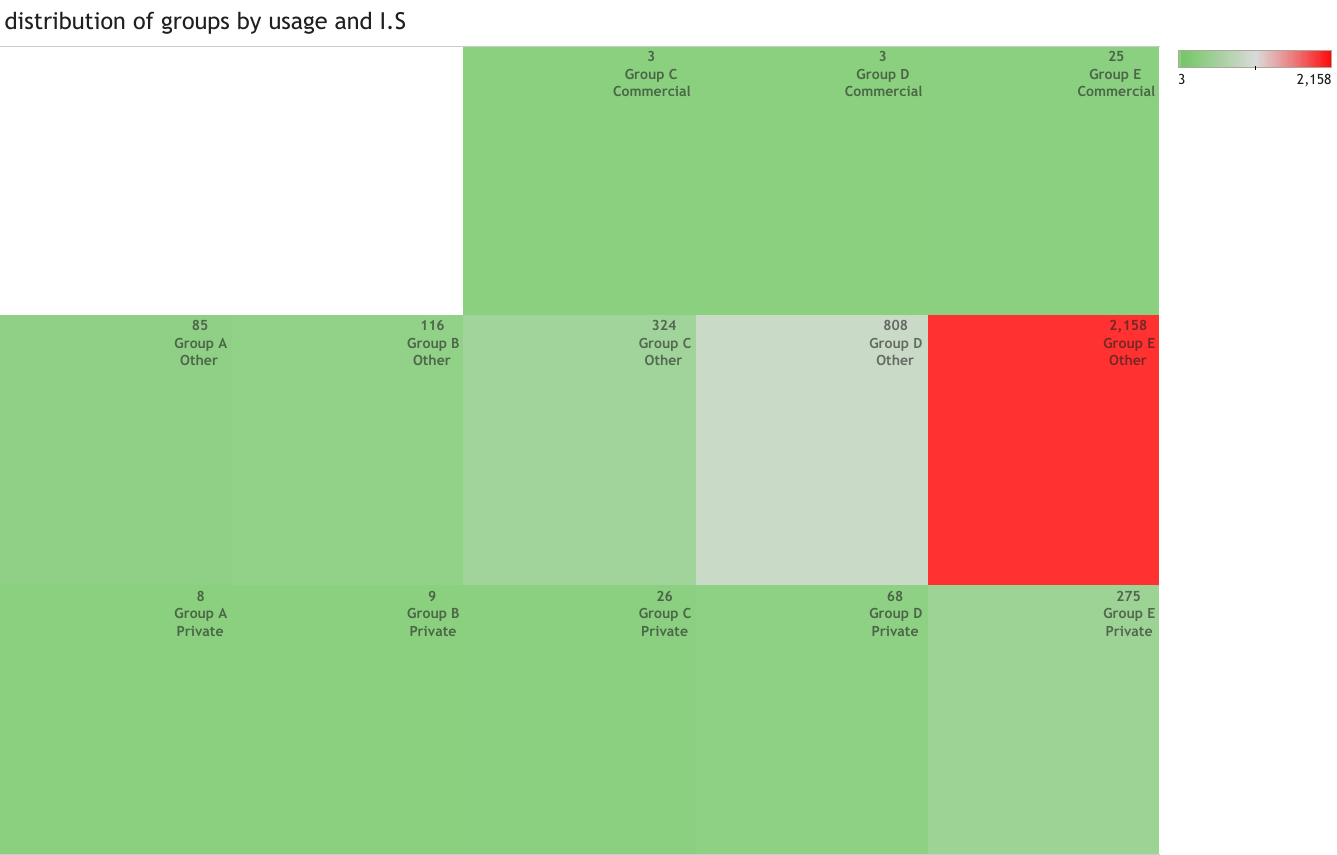 distribution of groups by usage and I.S
3
Group C
Commercial
3
Group D
Commercial
25
Group E
Commercial
3
2,158
85
Group A
Other
116
Group B
Other
324
Group C
Other
808
Group D
Other
2,158
Group E
Other
8
Group A
Private
9
Group B
Private
26
Group C
Private
68
Group D
Private
275
Group E
Private